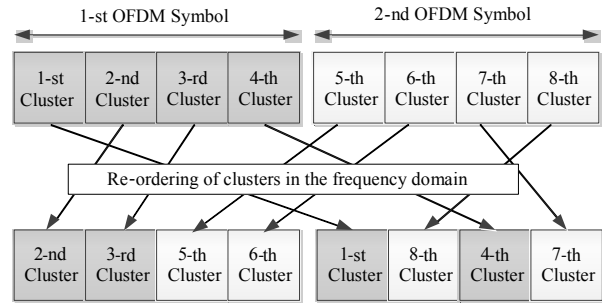 1-st OFDM Symbol
2-nd OFDM Symbol
1-st
Cluster
2-nd
Cluster
3-rd
Cluster
4-th
Cluster
5-th
Cluster
6-th
Cluster
7-th
Cluster
8-th
Cluster
Re-ordering of clusters in the frequency domain
2-nd
Cluster
3-rd
Cluster
5-th
Cluster
6-th
Cluster
1-st
Cluster
8-th
Cluster
4-th
Cluster
7-th
Cluster